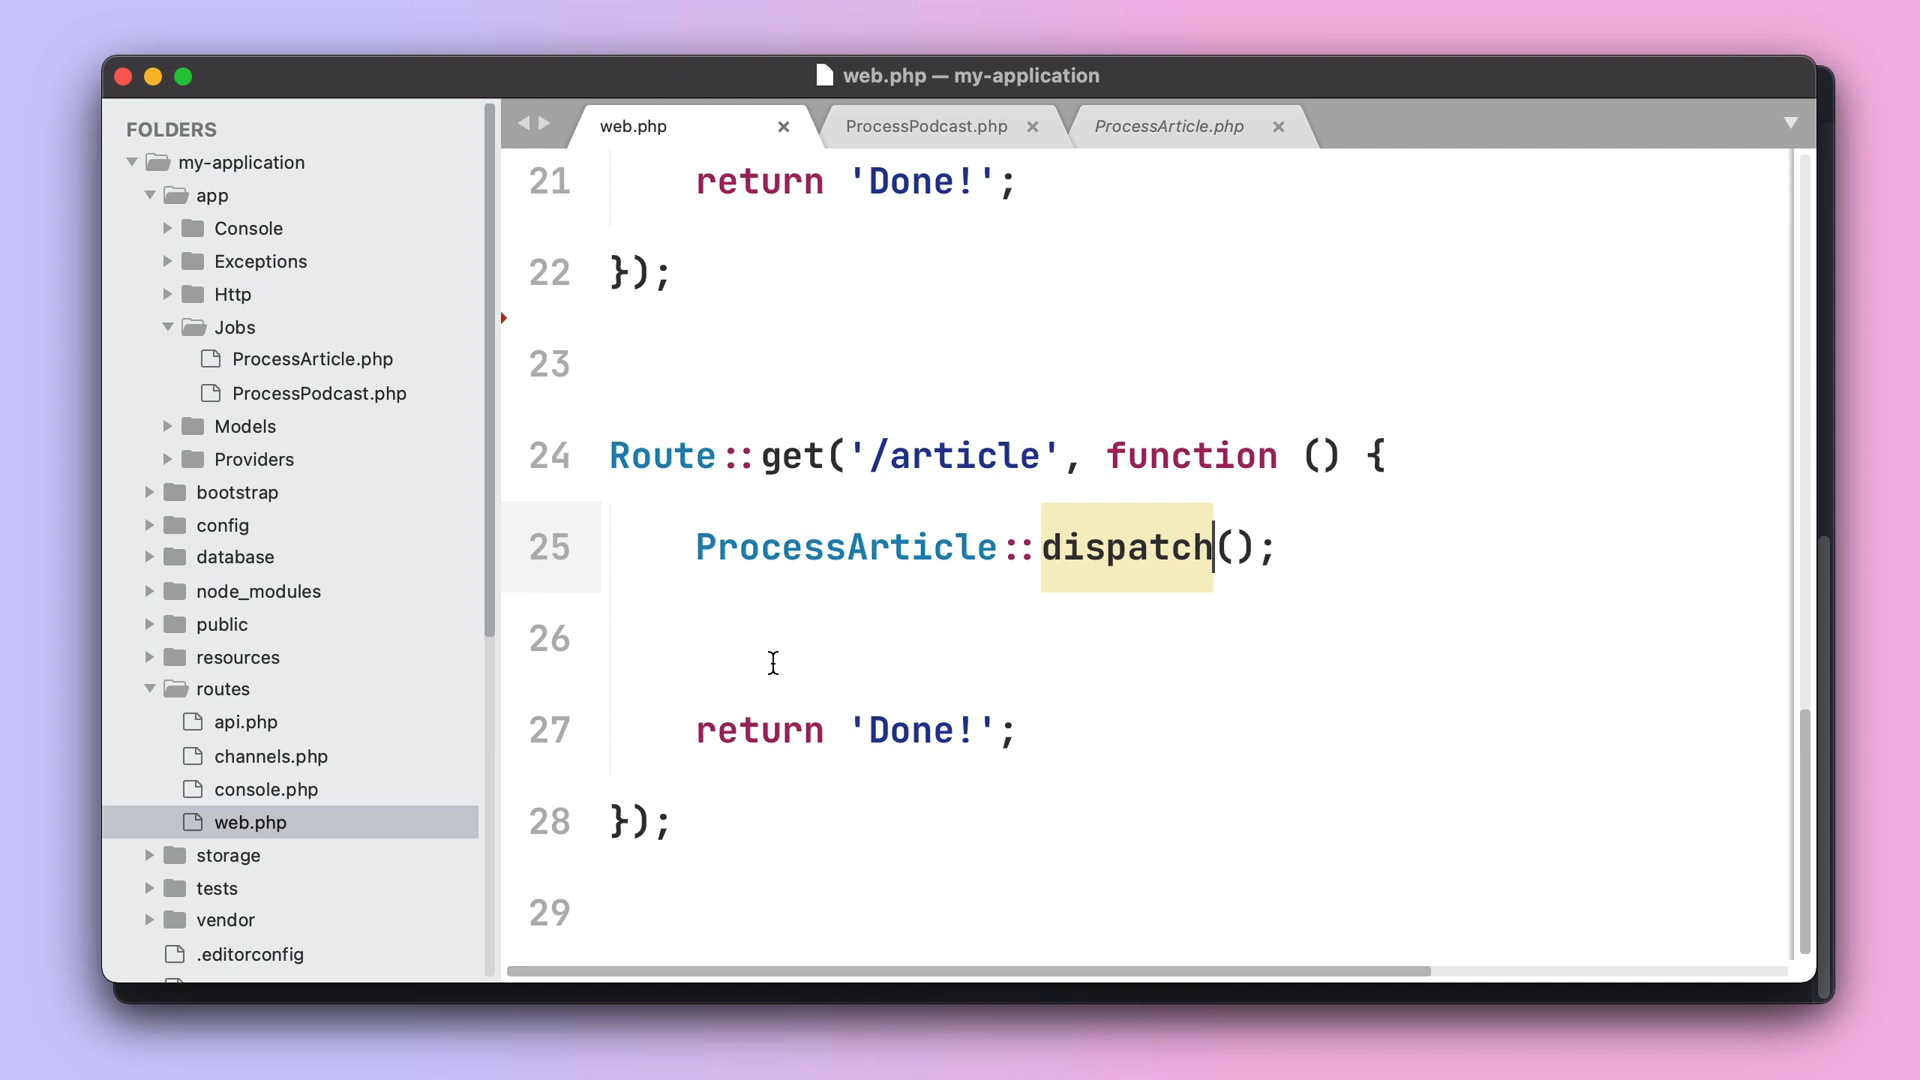 web.php — my-application
FOLDERS
my-application
app
Console
Exceptions
Http
Jobs
ProcessArticle.php
ProcessPodcast.php
Models
Providers
bootstrap
config
database
node_modules
public
resources
routes
api.php
channels.php
console.php
web.php
storage
tests
vendor
.editorconfig
web.php ProcessPodcast.php ProcessArticle.php
21 return 'Done!';
22 });
23
24 Route::get('/article', function () {
25 ProcessArticle::dispatch();
26
27 return 'Done!';
28 });
29